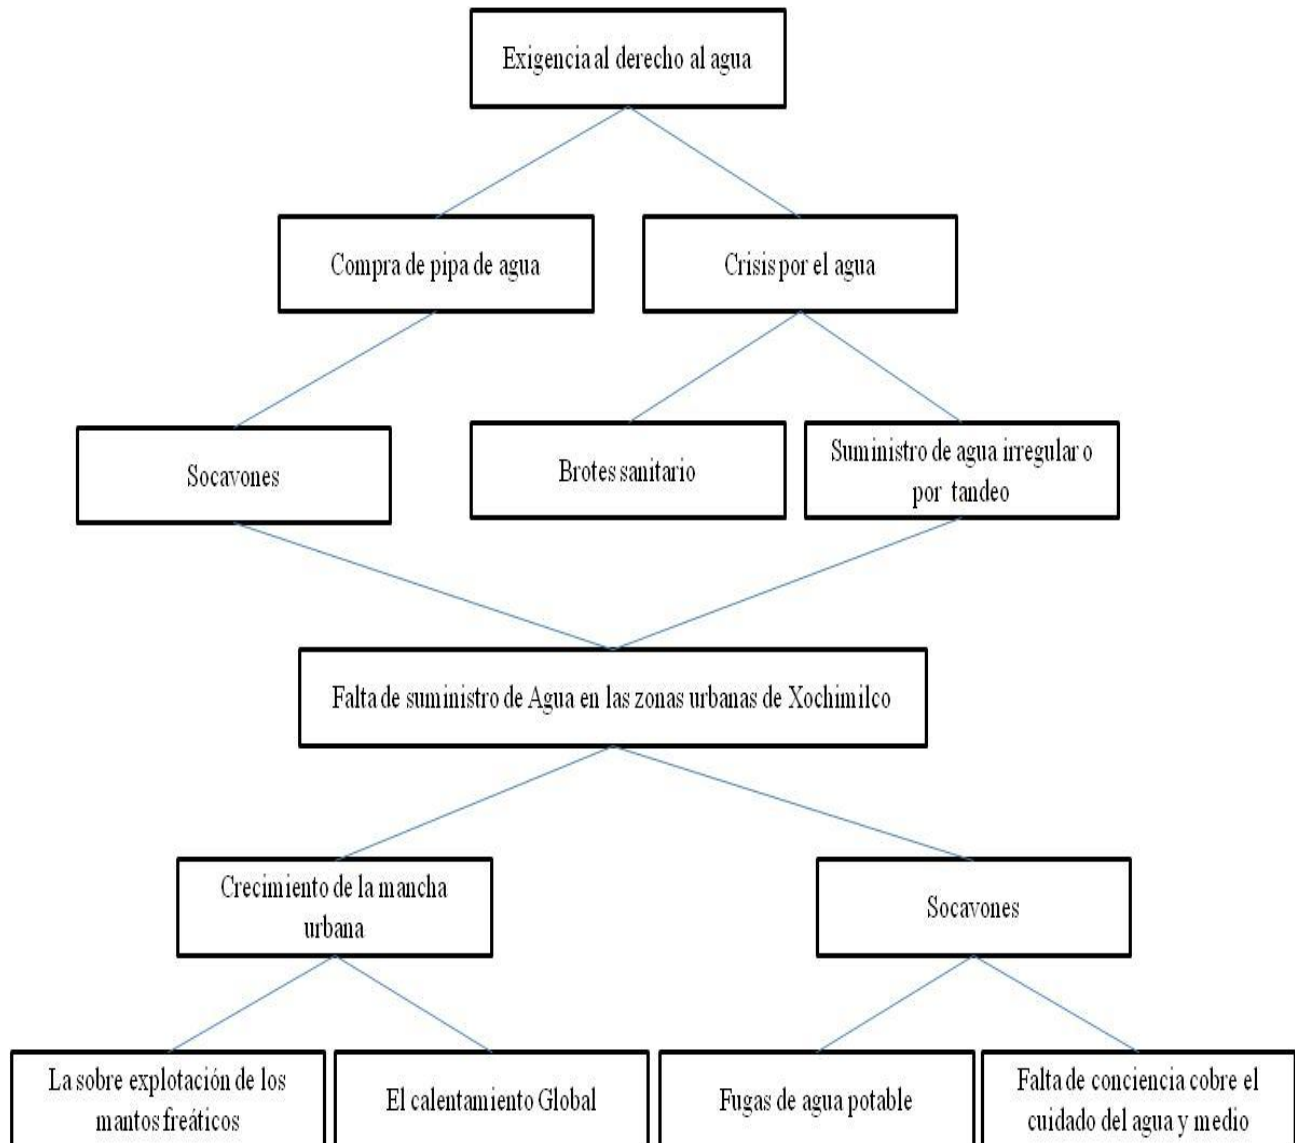 Exigencia al derecho al agua
Compra de pipa de agua
Crisis por el agua
Socavones
Brotes sanitario
Suministro de agua irregular o
por tandeo
Falta de suministro de Agua en las zonas urbanas de Xochimilco
Crecimiento de la mancha
urbana
Socavones
La sobre explotación de los
mantos freáticos
El calentamiento Global
Fugas de agua potable
Falta de conciencia cobre el
cuidado del agua y medio